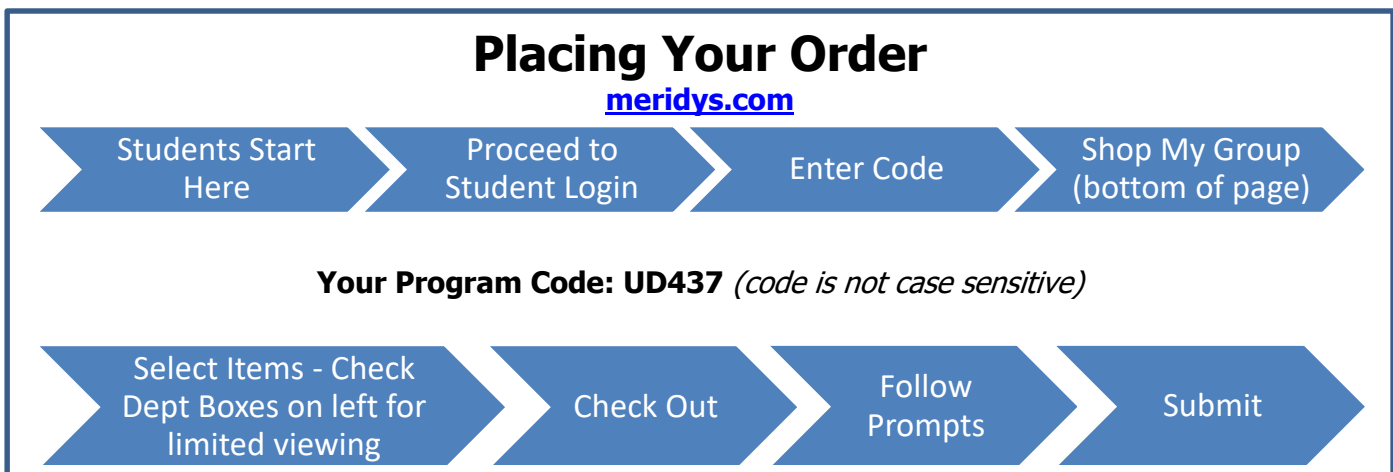 Placing Your Order
meridys.com
Students Start
Here
Proceed to
Student Login
Enter Code
Shop My Group
(bottom of page)
Your Program Code: UD437 (code is not case sensitive)
Select Items - Check
Dept Boxes on left for
limited viewing
Check Out
Follow
Prompts
Submit